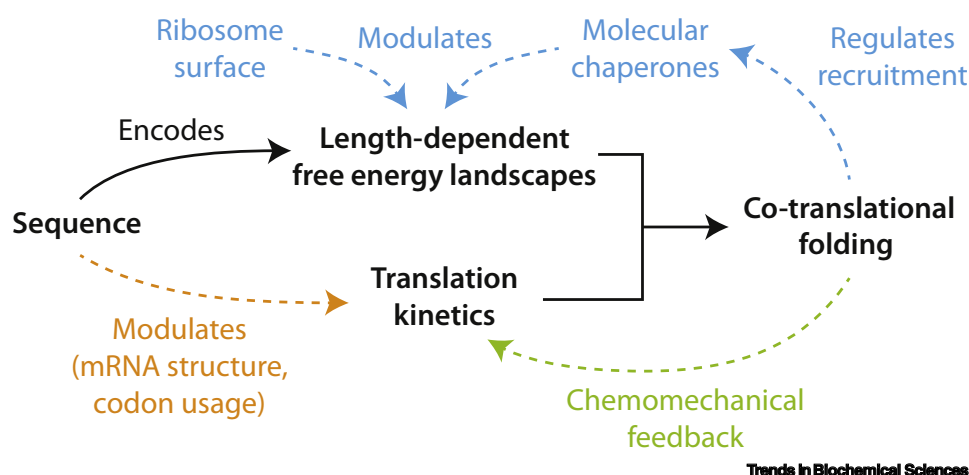 Ribosome
surface
Modulates
Molecular
chaperones
Regulates
recruitment
Encodes
Length-dependent
free energy landscapes
Sequence
Co-translational
folding
Translation
kinetics
Modulates
(mRNA structure,
codon usage)
Chemomechanical
feedback
Trends in Biochemical Sciences